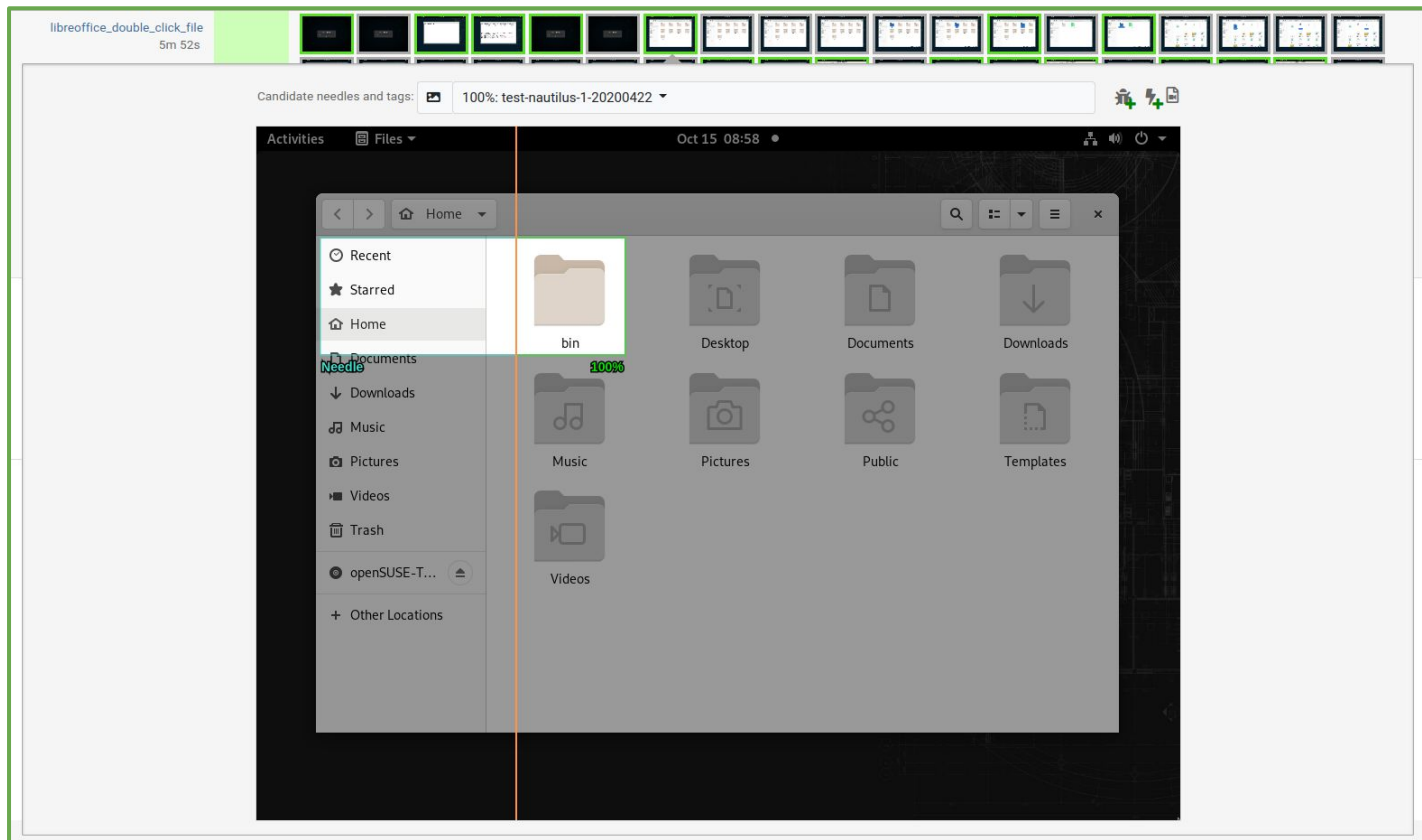 libreoffice_double_click_file
5m 52s
Candidate needles and tags: 100%: test-nautilus-1-20200422
Activities Files Oct 15 08:58
Home
Recent
Starred
Home
bin Desktop Documents Downloads
Documents
Needle 100%
Downloads
Music
Pictures
Music Pictures Public Templates
Videos
Trash
openSUSE-T...
Videos
+ Other Locations